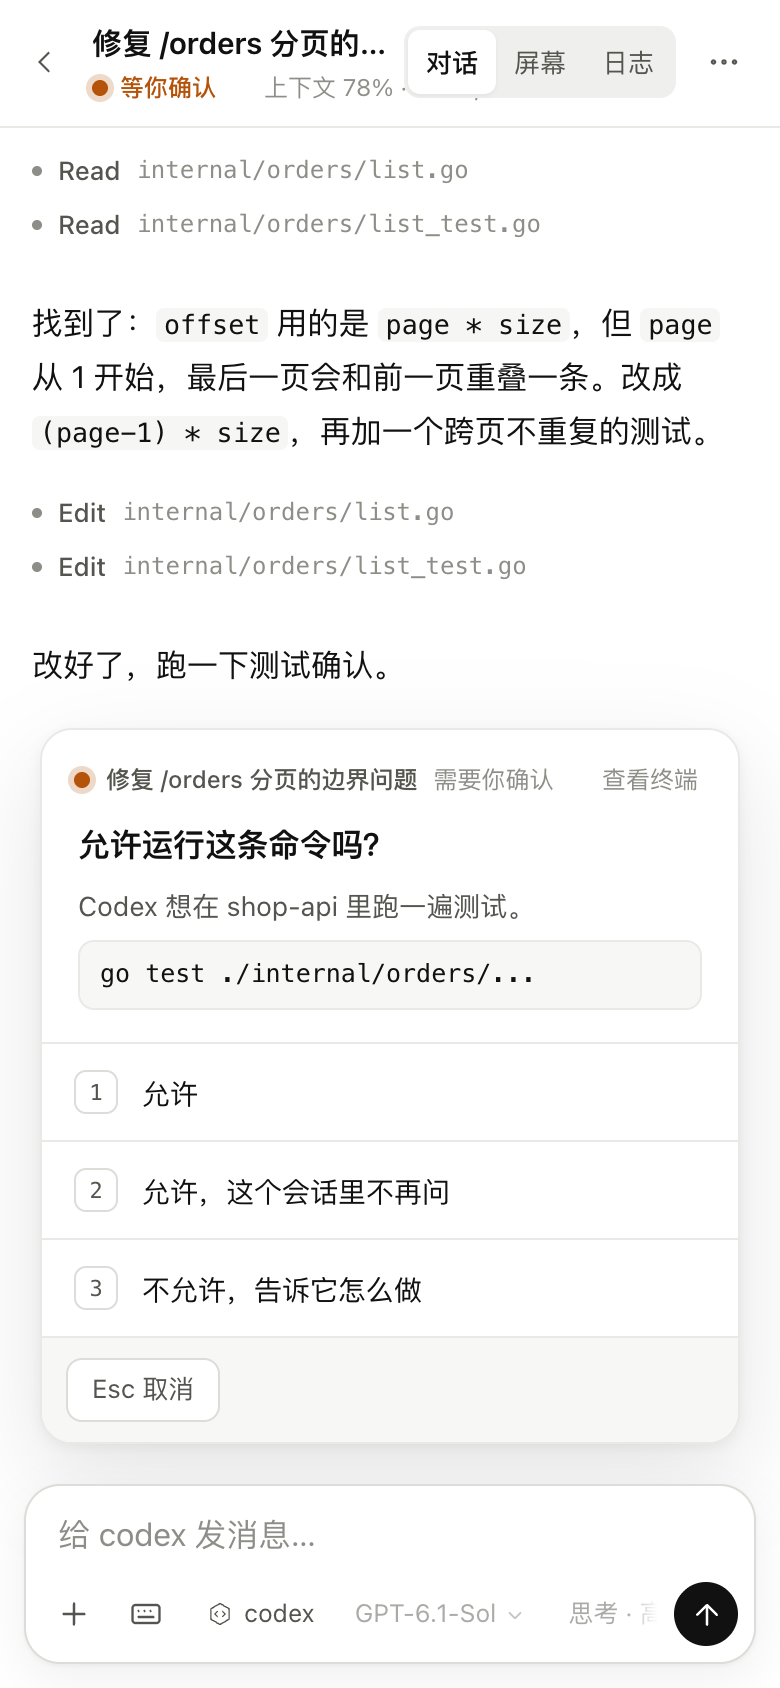 修复 /orders 分页的...
等你确认 上下文 78% ·
对话 屏幕 日志
Read internal/orders/list.go
Read internal/orders/list_test.go
找到了：offset 用的是 page * size，但 page
从 1 开始，最后一页会和前一页重叠一条。改成
(page-1) * size，再加一个跨页不重复的测试。
Edit internal/orders/list.go
Edit internal/orders/list_test.go
改好了，跑一下测试确认。
修复 /orders 分页的边界问题 需要你确认 查看终端
允许运行这条命令吗？
Codex 想在 shop-api 里跑一遍测试。
go test ./internal/orders/...
1 允许
2 允许，这个会话里不再问
3 不允许，告诉它怎么做
Esc 取消
给 codex 发消息...
codex GPT-6.1-Sol 思考 ·